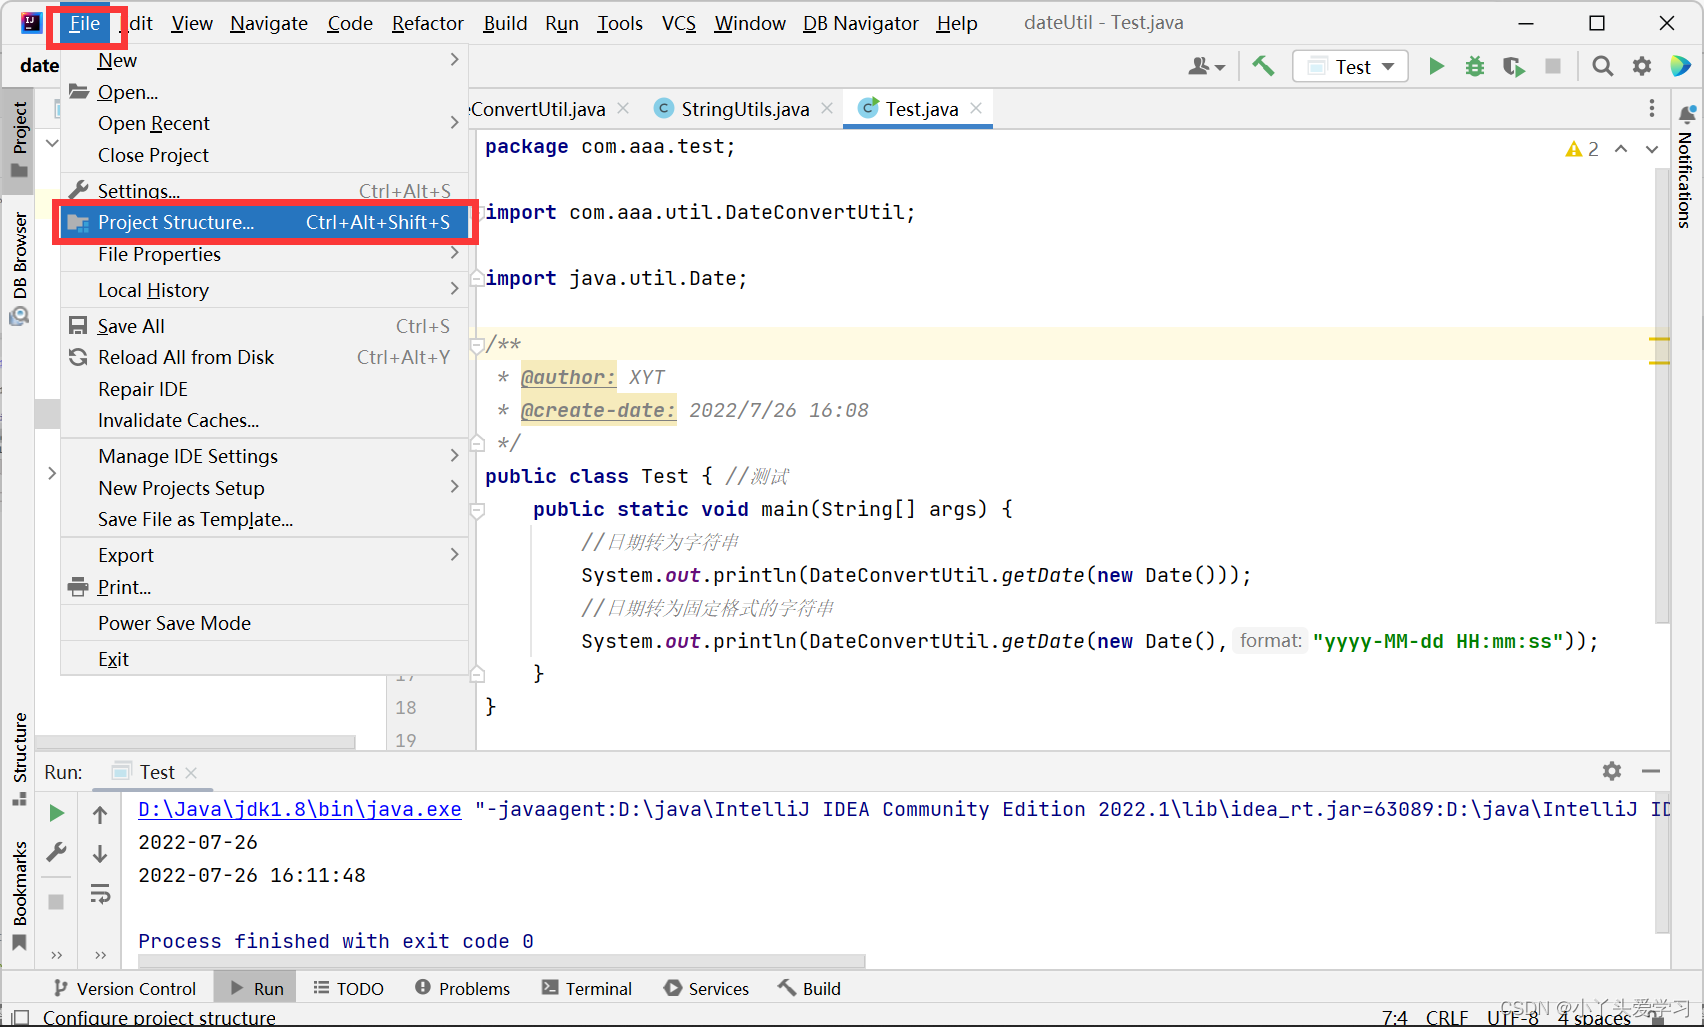 File Edit View Navigate Code Refactor Build Run Tools VCS Window DB Navigator Help dateUtil - Test.java
date
Test
New
Open...
Open Recent
Close Project
Settings... Ctrl+Alt+S
Project Structure... Ctrl+Alt+Shift+S
File Properties
Local History
Save All Ctrl+S
Reload All from Disk Ctrl+Alt+Y
Repair IDE
Invalidate Caches...
Manage IDE Settings
New Projects Setup
Save File as Template...
Export
Print...
Power Save Mode
Exit
Project
DB Browser
Structure
Bookmarks
Notifications
eConvertUtil.java StringUtils.java Test.java
2
package com.aaa.test;
import com.aaa.util.DateConvertUtil;
import java.util.Date;
/**
* @author: XYT
* @create-date: 2022/7/26 16:08
*/
public class Test { //测试
public static void main(String[] args) {
//日期转为字符串
System.out.println(DateConvertUtil.getDate(new Date()));
//日期转为固定格式的字符串
System.out.println(DateConvertUtil.getDate(new Date(), format: "yyyy-MM-dd HH:mm:ss"));
17 }
18 }
19
Run: Test
D:\Java\jdk1.8\bin\java.exe "-javaagent:D:\java\IntelliJ IDEA Community Edition 2022.1\lib\idea_rt.jar=63089:D:\java\IntelliJ ID
2022-07-26
2022-07-26 16:11:48
Process finished with exit code 0
Version Control Run TODO Problems Terminal Services Build
Configure project structure 7:4 CRLF UTF-8 4 spaces
CSDN @小丫头爱学习